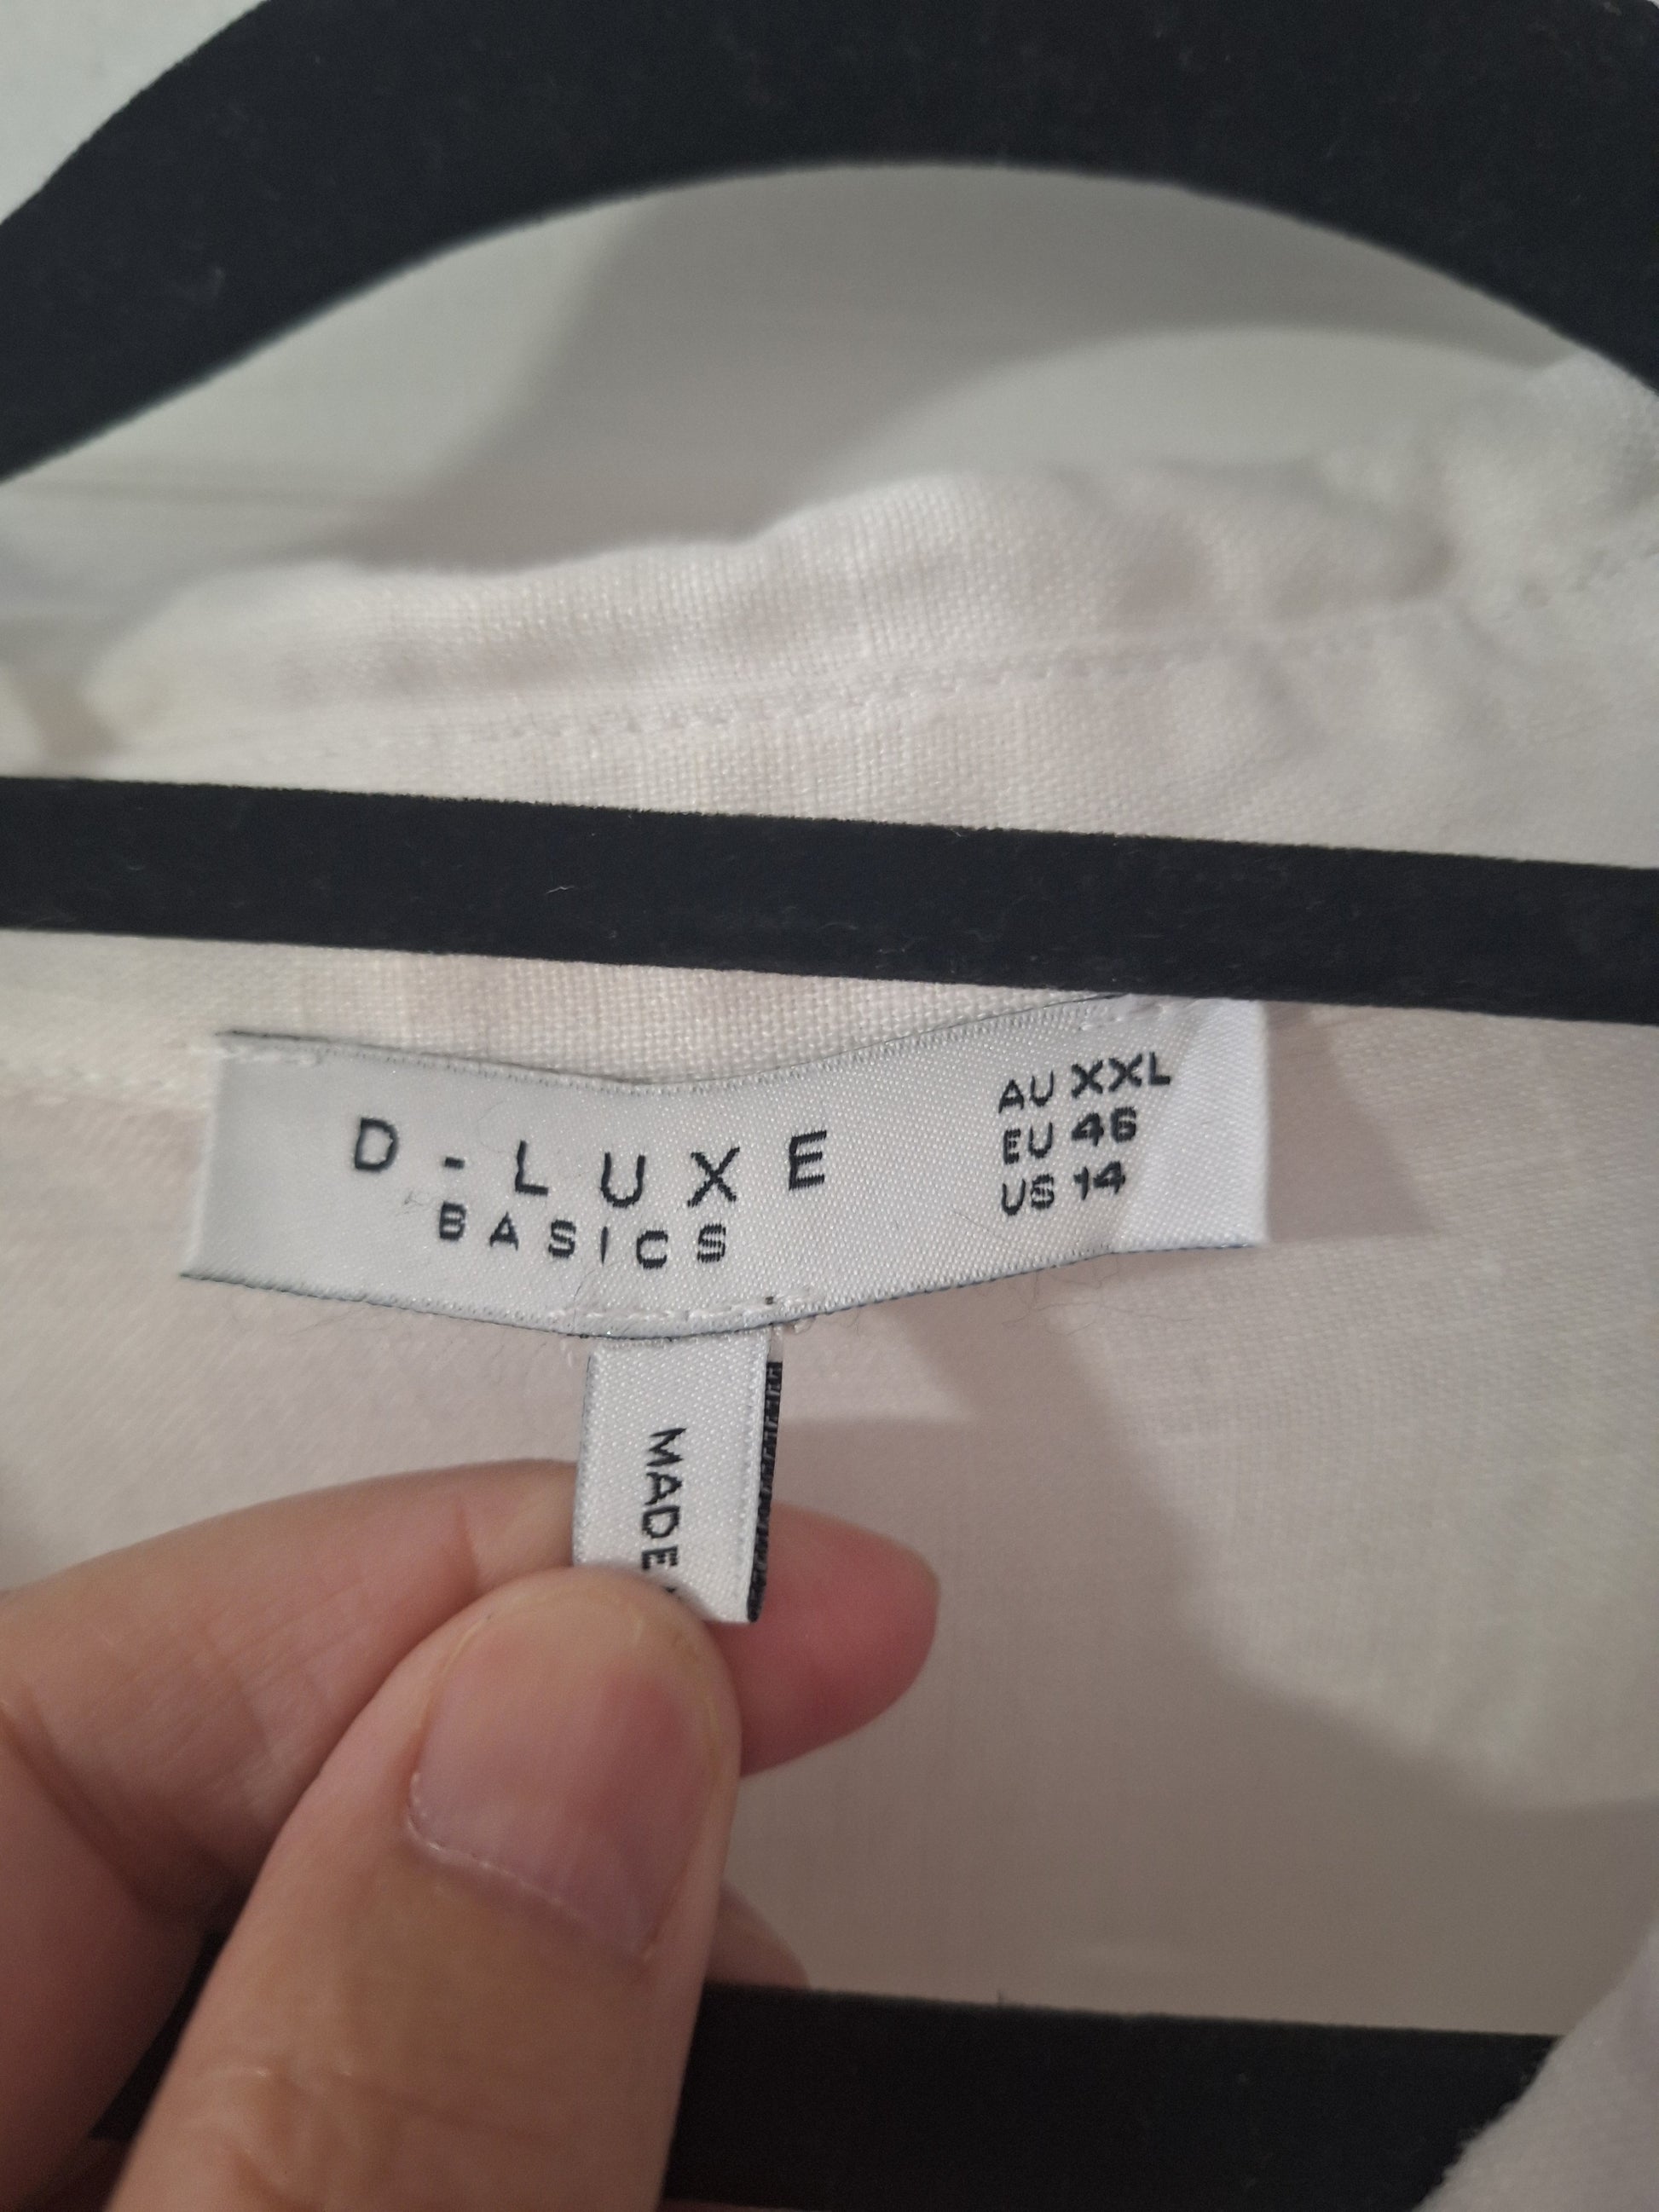 D-LUXE
BASICS
AU XXL
EU 46
US 14
MADE